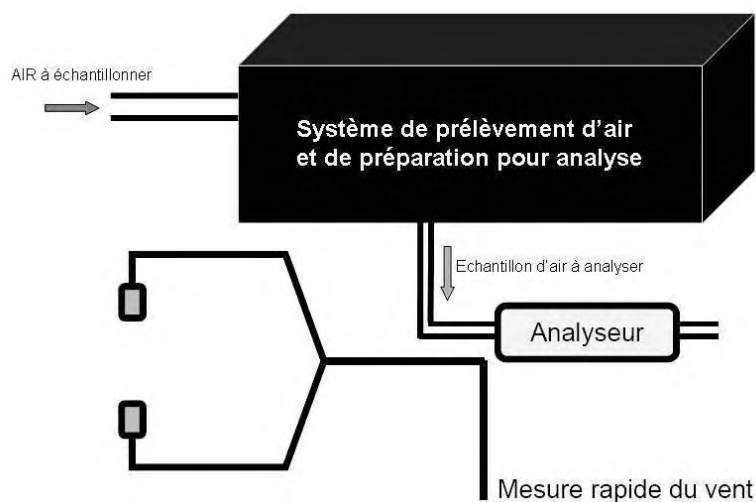 AIR à échantillonner
Système de prélèvement d'air
et de préparation pour analyse
Echantillon d'air à analyser
Analyseur
Mesure rapide du vent